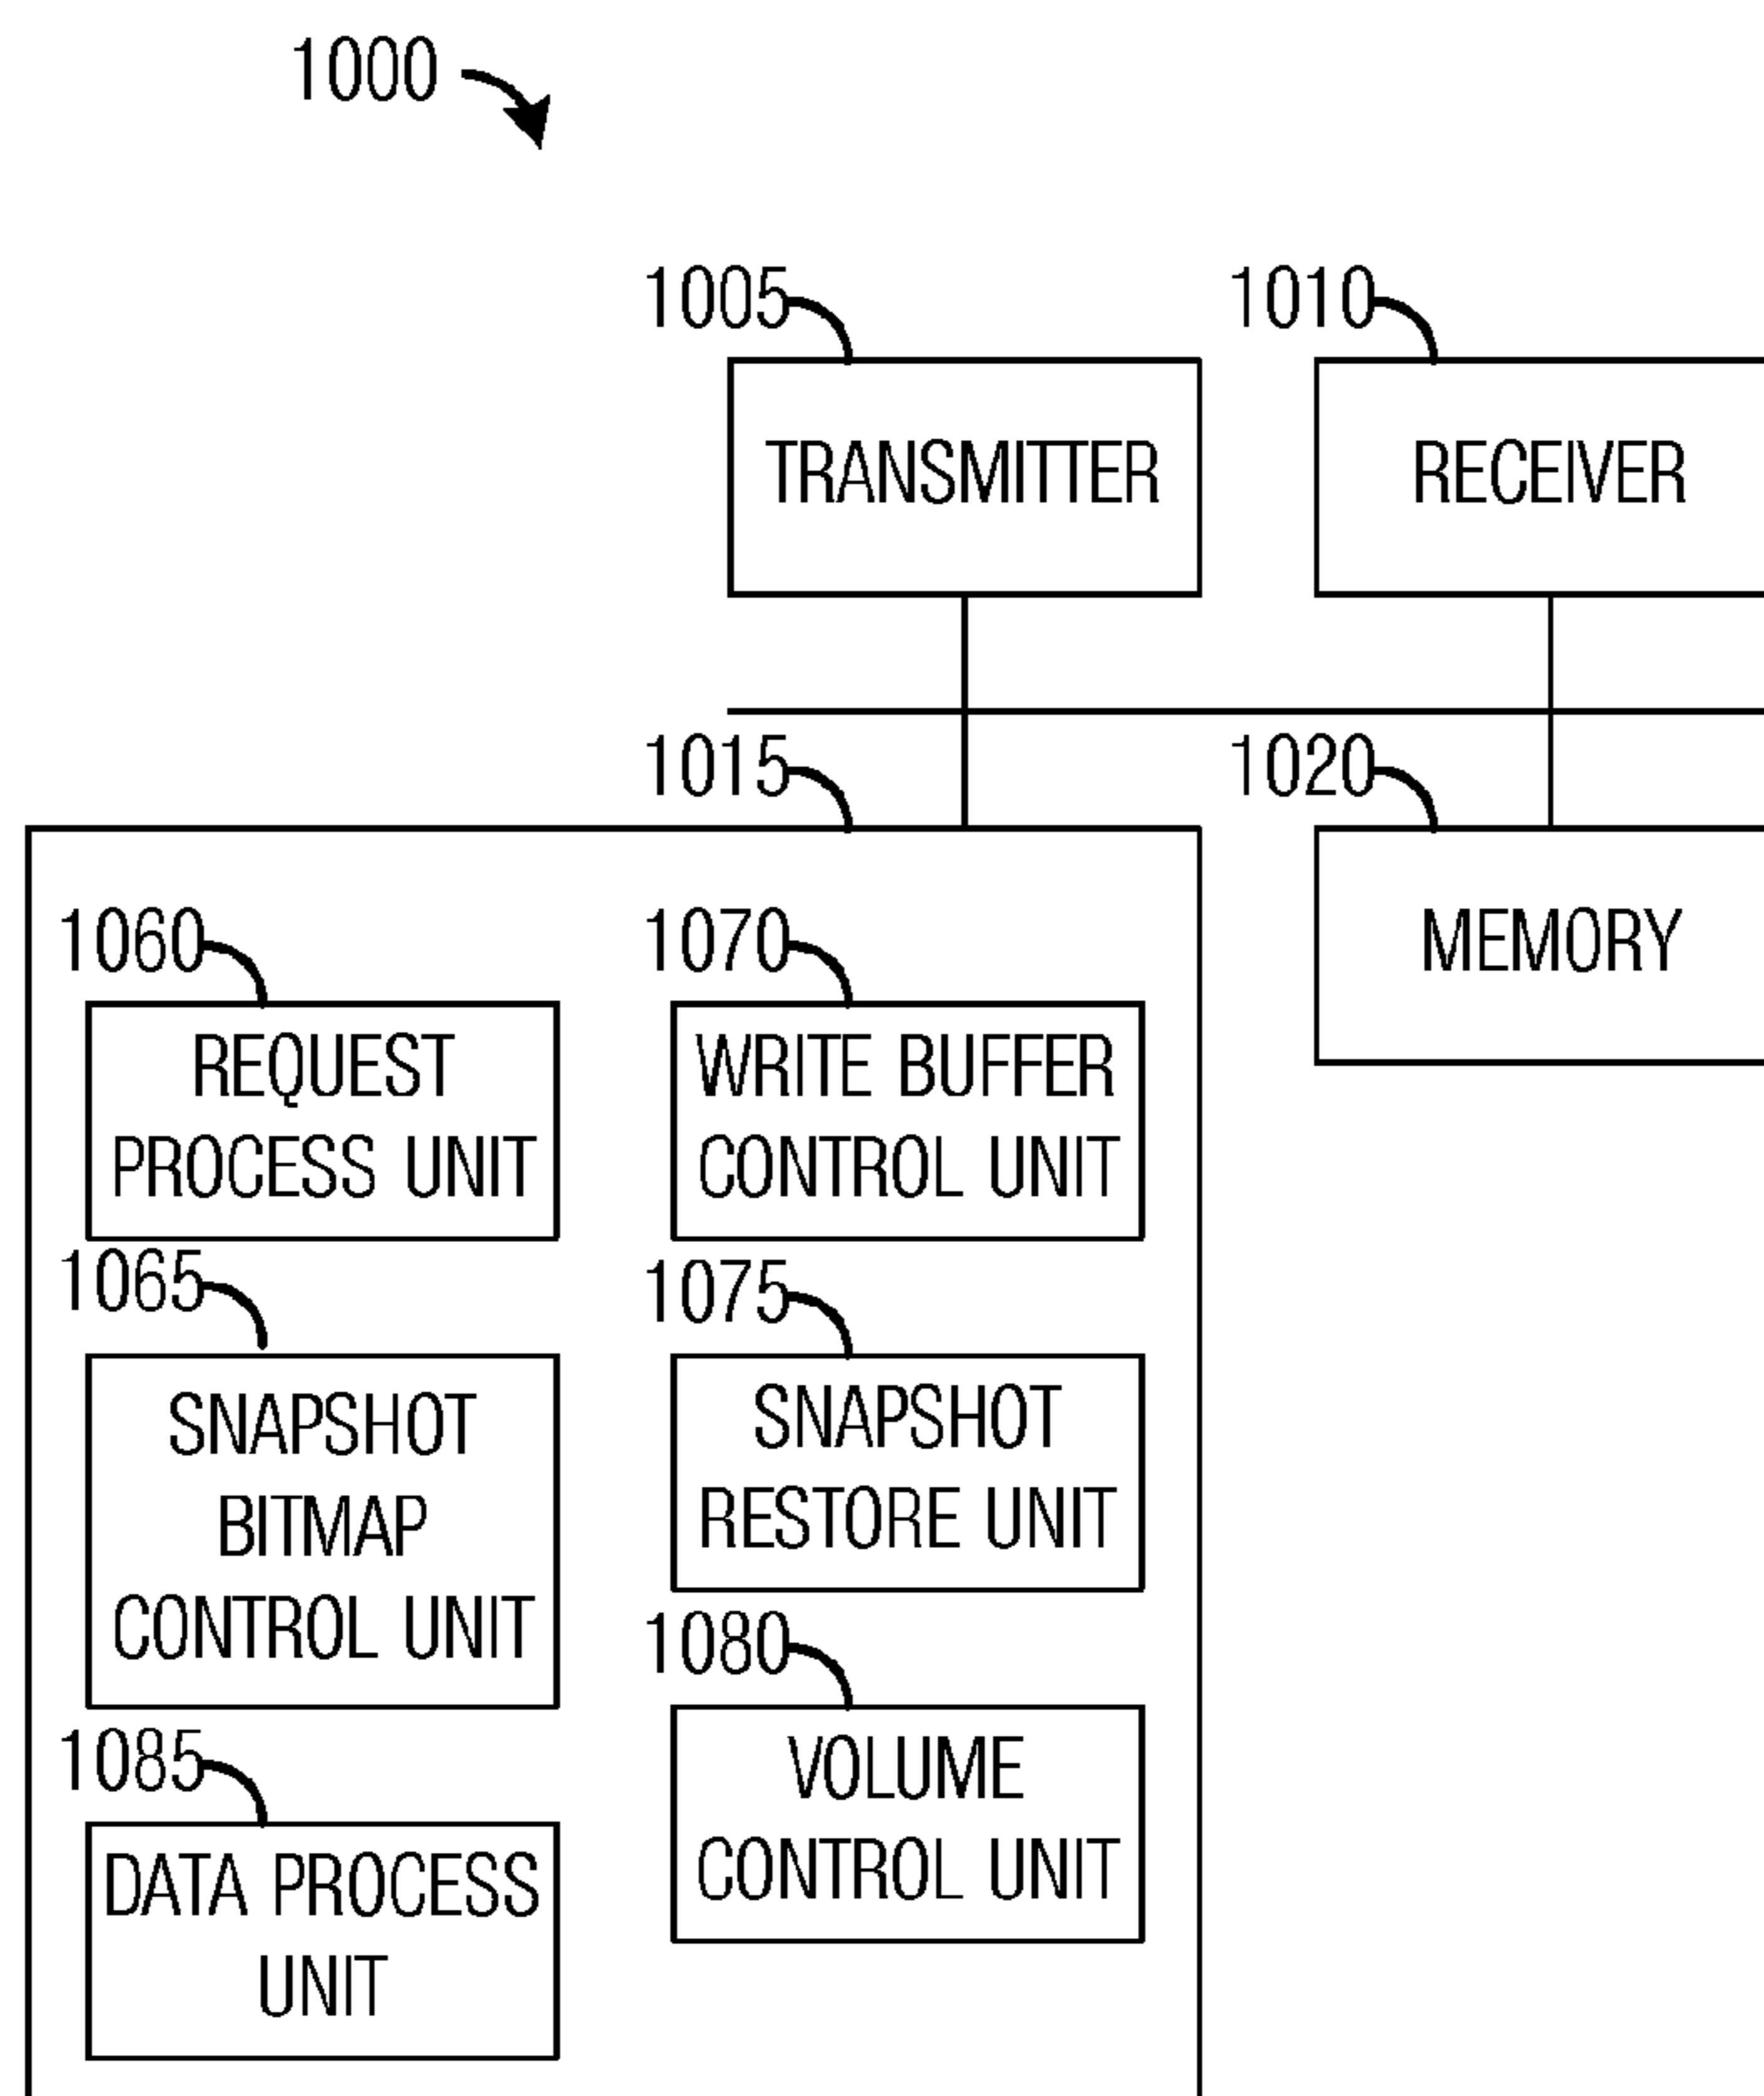 1000
1005
1010
TRANSMITTER
RECEIVER
1015
1020
MEMORY
1060
1070
REQUEST
PROCESS UNIT
WRITE BUFFER
CONTROL UNIT
1065
1075
SNAPSHOT
BITMAP
CONTROL UNIT
SNAPSHOT
RESTORE UNIT
1085
1080
DATA PROCESS
UNIT
VOLUME
CONTROL UNIT